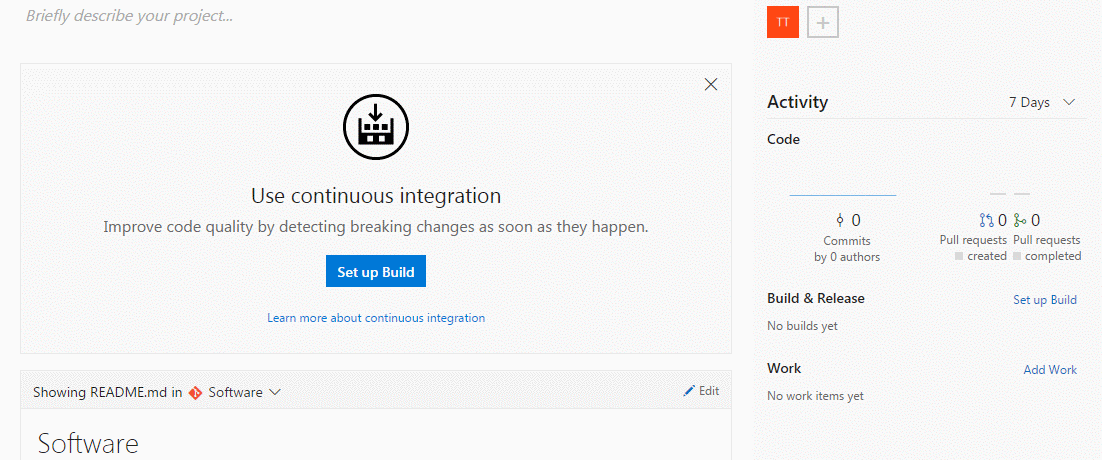 Briefly describe your project...
Use continuous integration
Improve code quality by detecting breaking changes as soon as they happen.
Set up Build
Learn more about continuous integration
Showing README.md in Software
Edit
Software
TT
Activity
7 Days
Code
0
Commits
by 0 authors
0
Pull requests
created
0
Pull requests
completed
Build & Release
Set up Build
No builds yet
Work
Add Work
No work items yet